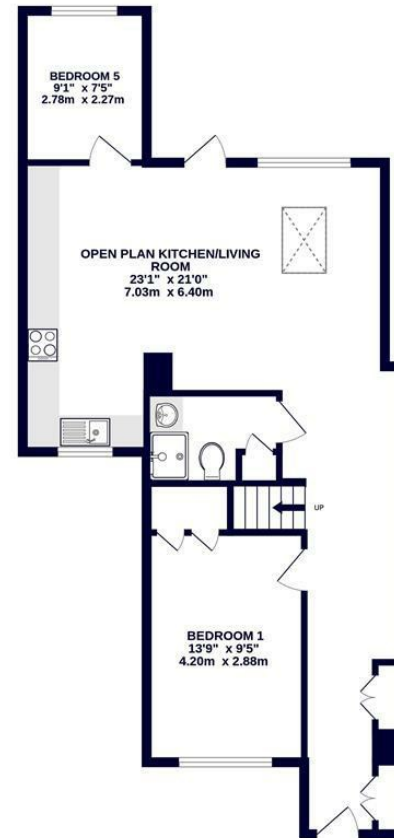 BEDROOM 5
9'1" x 7'5"
2.78m x 2.27m
OPEN PLAN KITCHEN/LIVING
ROOM
23'1" x 21'0"
7.03m x 6.40m
UP
BEDROOM 1
13'9" x 9'5"
4.20m x 2.88m